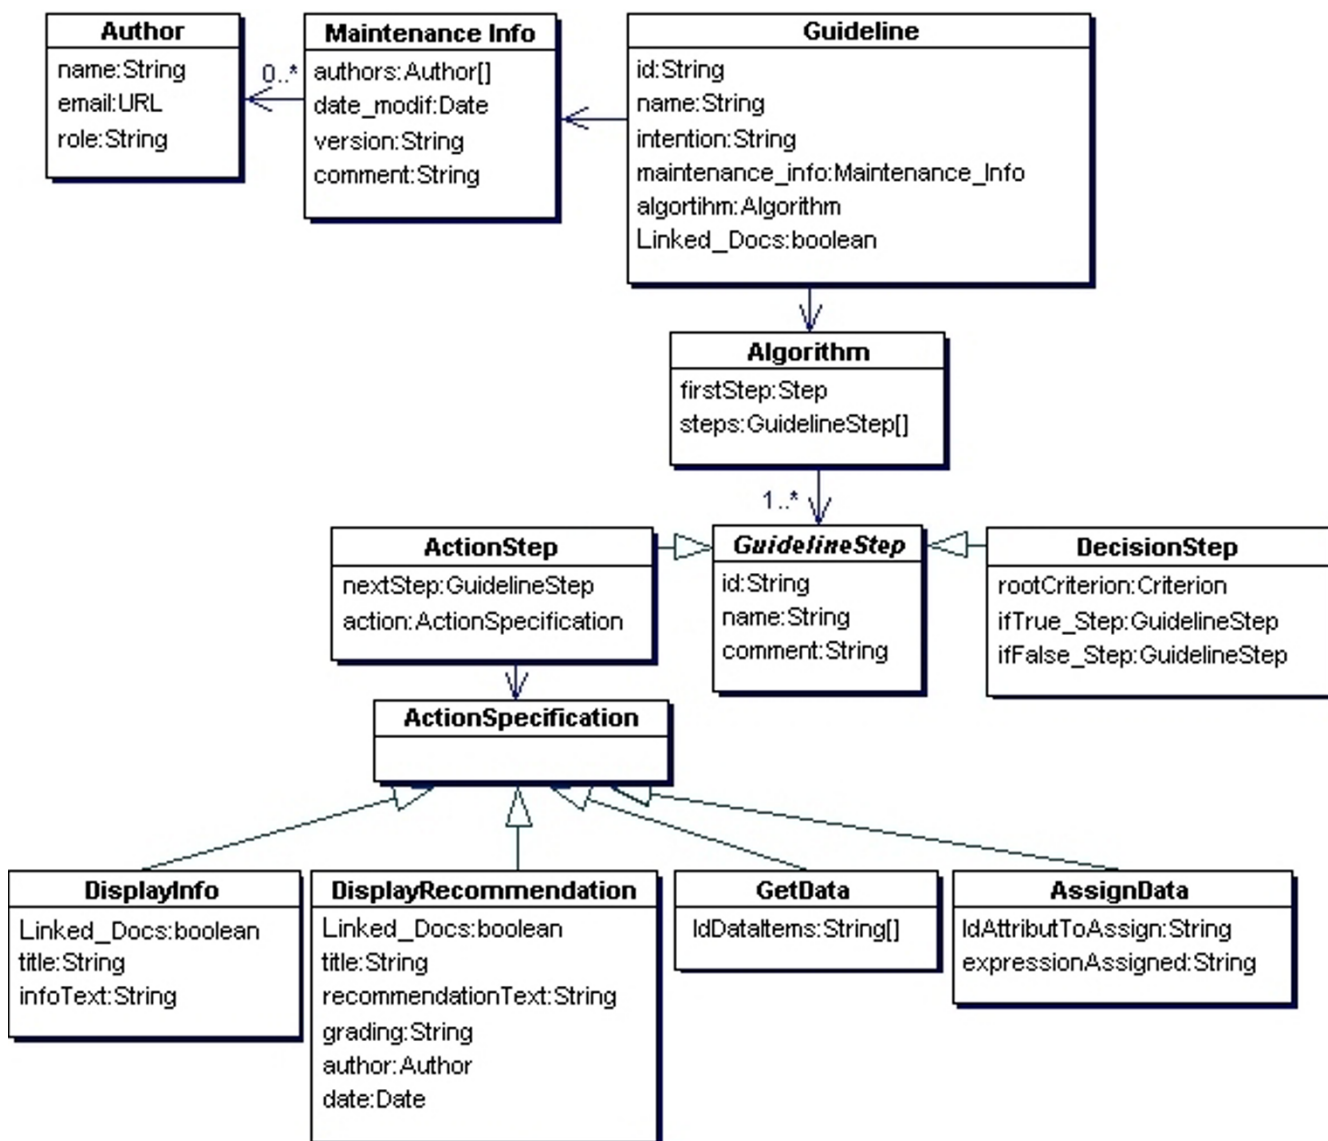 Author
name:String
email:URL
role:String
0..*
Maintenance Info
authors:Author[]
date_modif:Date
version:String
comment:String
Guideline
id:String
name:String
intention:String
maintenance_info:Maintenance_Info
algortihm:Algorithm
Linked_Docs:boolean
Algorithm
firstStep:Step
steps:GuidelineStep[]
1..*
ActionStep
nextStep:GuidelineStep
action:ActionSpecification
GuidelineStep
id:String
name:String
comment:String
DecisionStep
rootCriterion:Criterion
ifTrue_Step:GuidelineStep
ifFalse_Step:GuidelineStep
ActionSpecification
DisplayInfo
Linked_Docs:boolean
title:String
infoText:String
DisplayRecommendation
Linked_Docs:boolean
title:String
recommendationText:String
grading:String
author:Author
date:Date
GetData
IdDataItems:String[]
AssignData
IdAttributToAssign:String
expressionAssigned:String